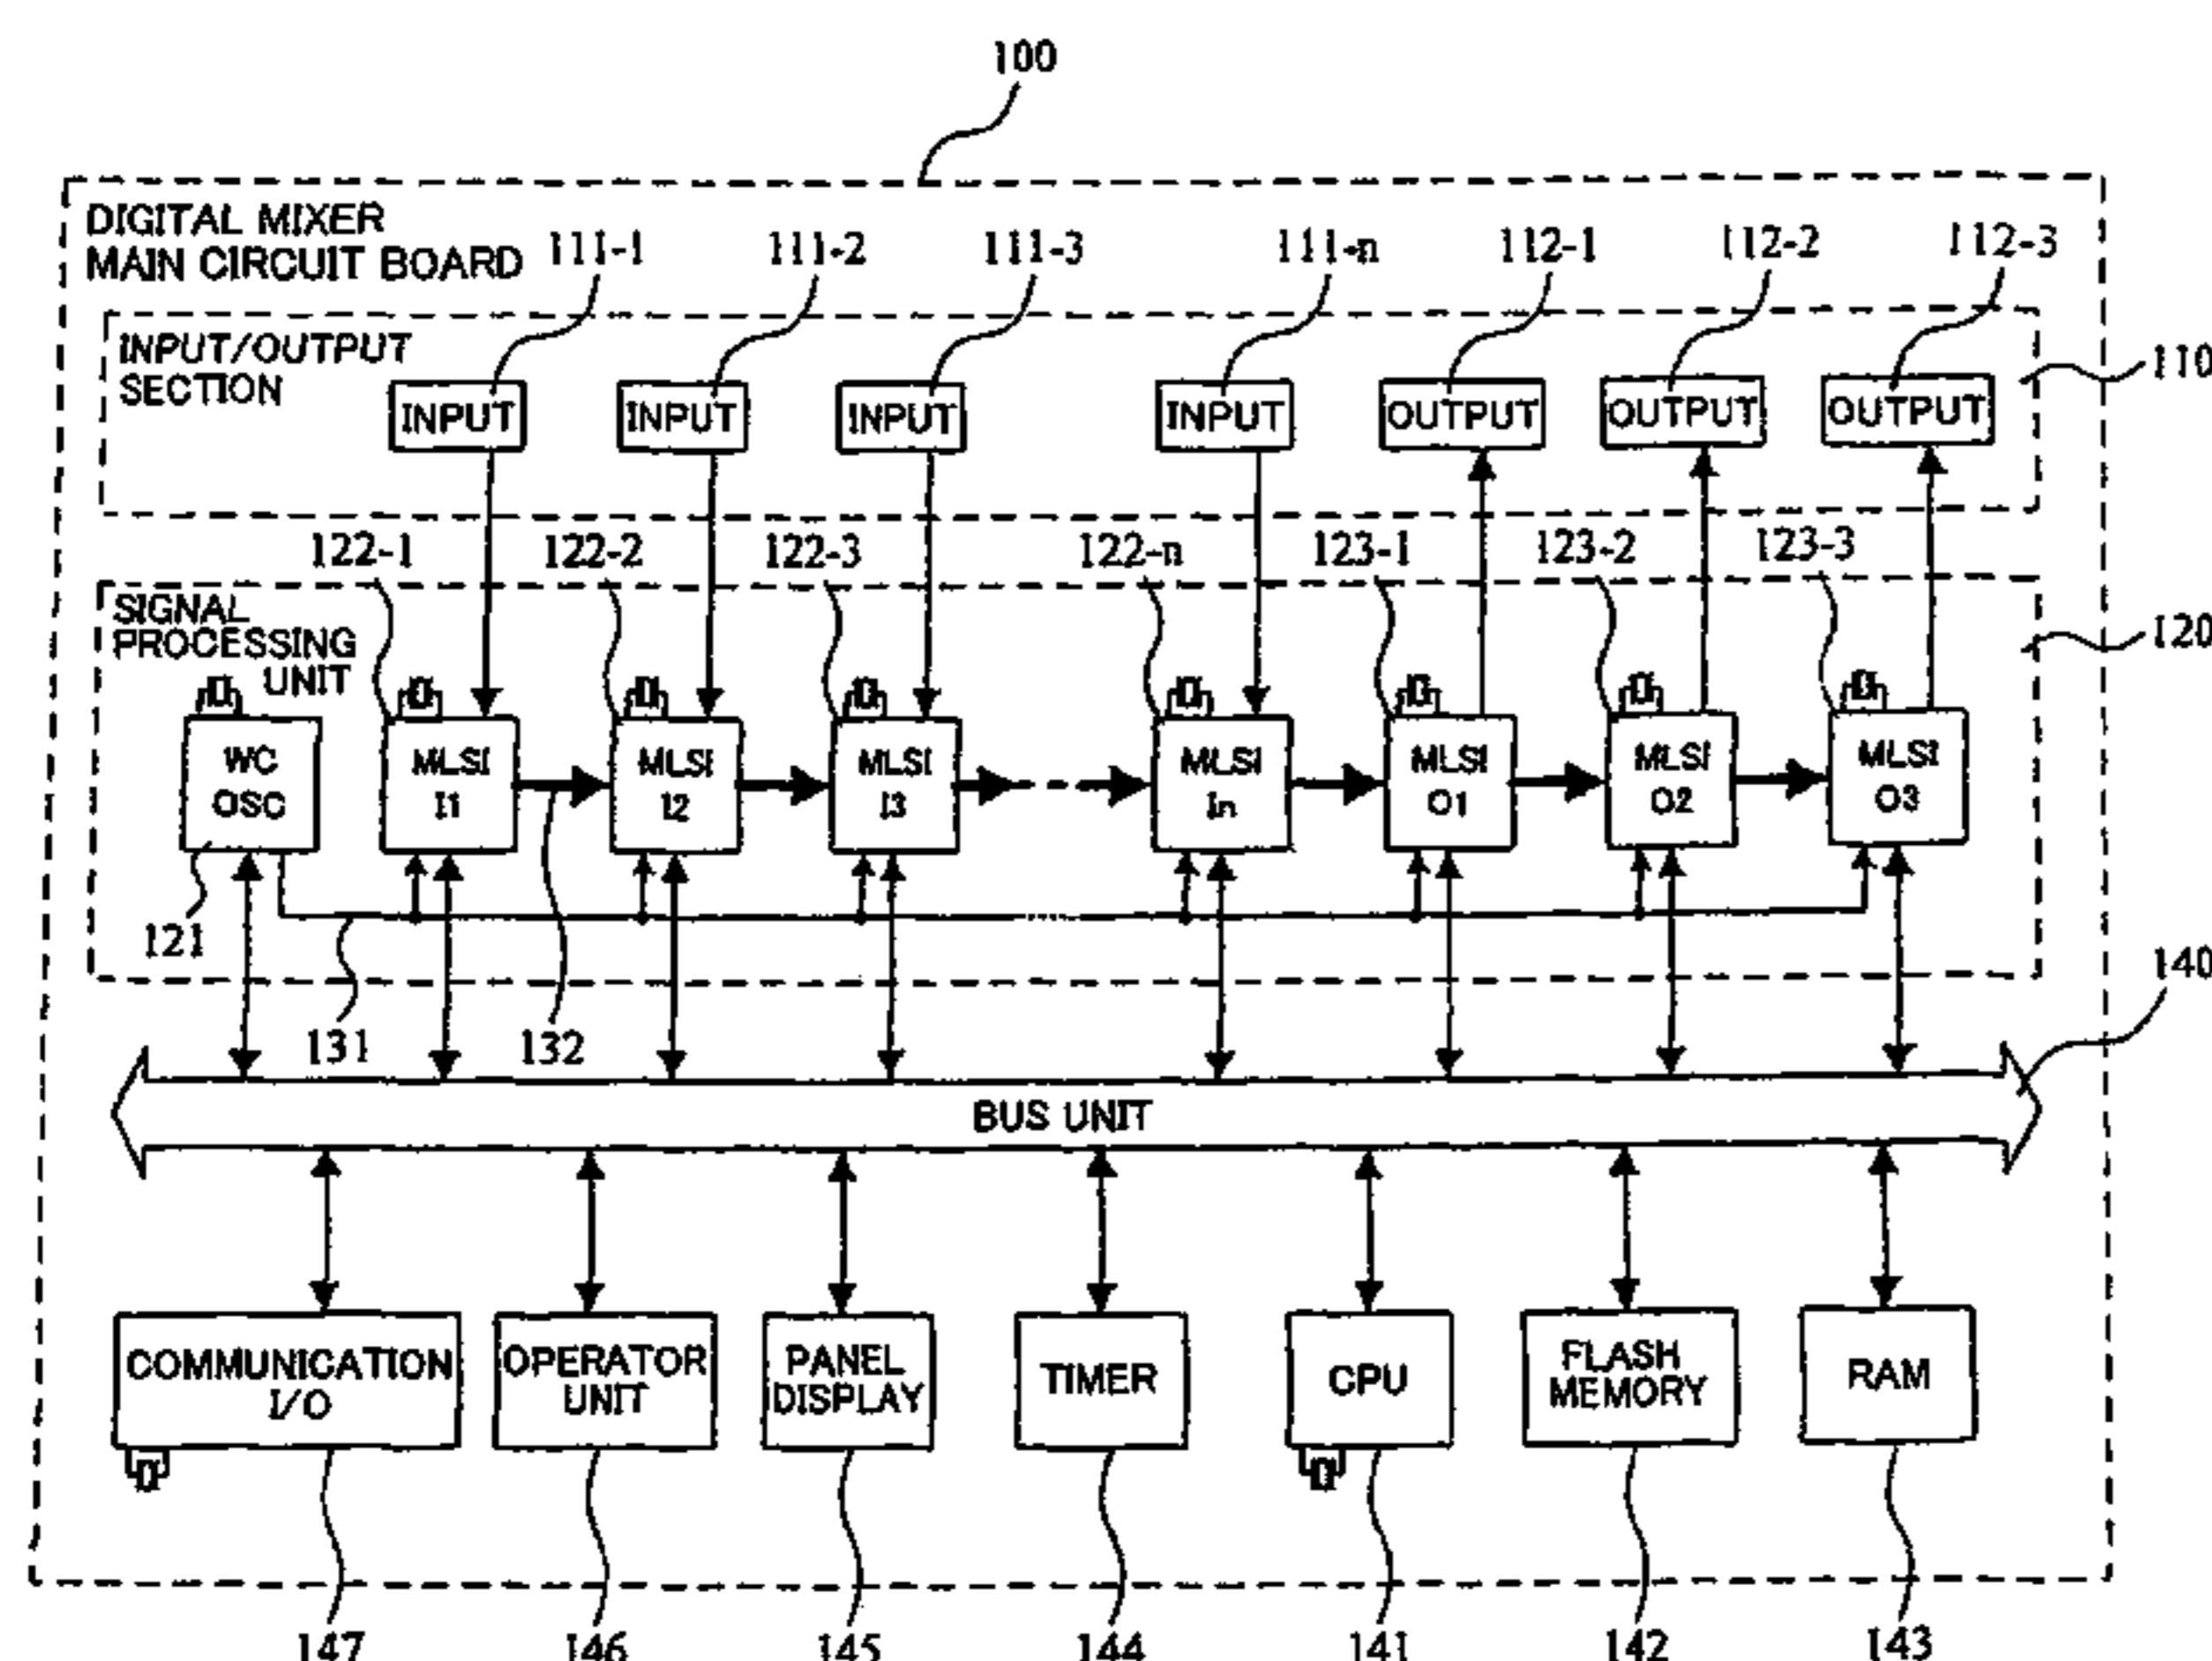 100
DIGITAL MIXER
MAIN CIRCUIT BOARD
111-1
111-2
111-3
111-n
112-1
112-2
112-3
INPUT/OUTPUT
SECTION
110
INPUT
INPUT
INPUT
INPUT
OUTPUT
OUTPUT
OUTPUT
122-1
122-2
122-3
122-n
123-1
123-2
123-3
SIGNAL
PROCESSING
UNIT
120
WC
OSC
MLSI
I1
MLSI
I2
MLSI
I3
MLSI
In
MLSI
O1
MLSI
O2
MLSI
O3
121
131
132
140
BUS UNIT
COMMUNICATION
I/O
OPERATOR
UNIT
PANEL
DISPLAY
TIMER
CPU
FLASH
MEMORY
RAM
147
146
145
144
141
142
143